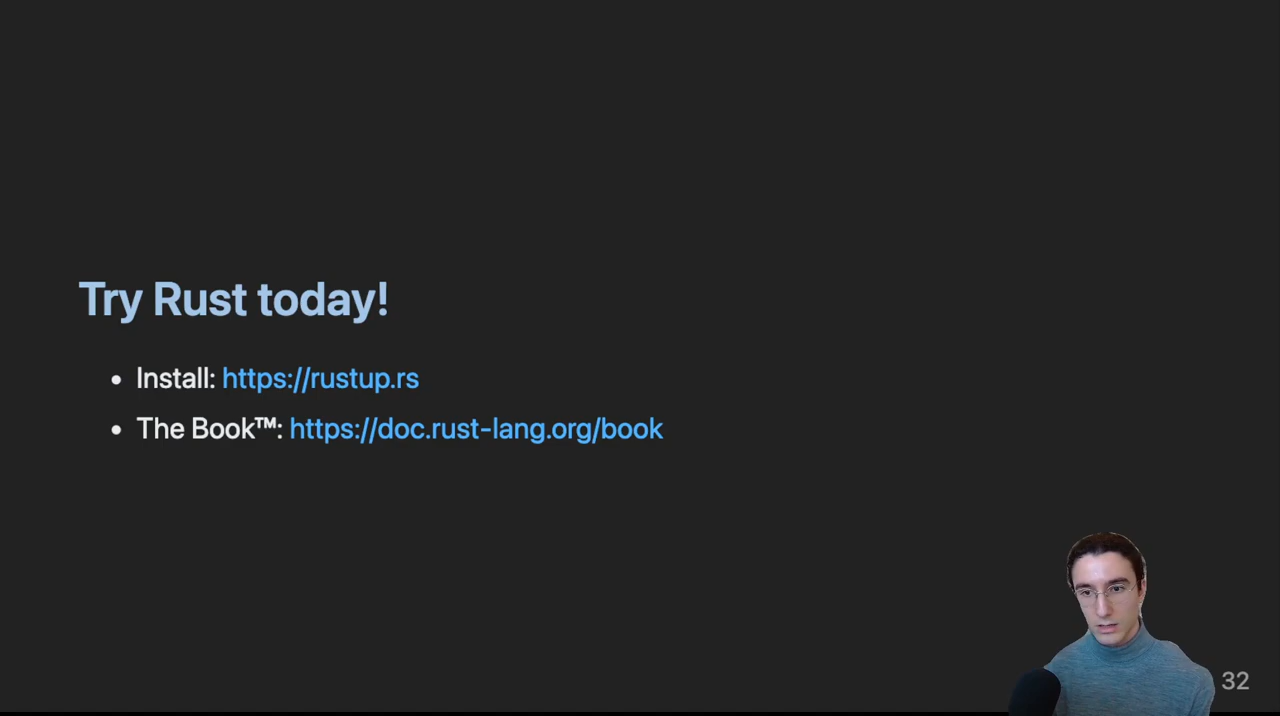 Try Rust today!
• Install: https://rustup.rs
• The Book™: https://doc.rust-lang.org/book
32